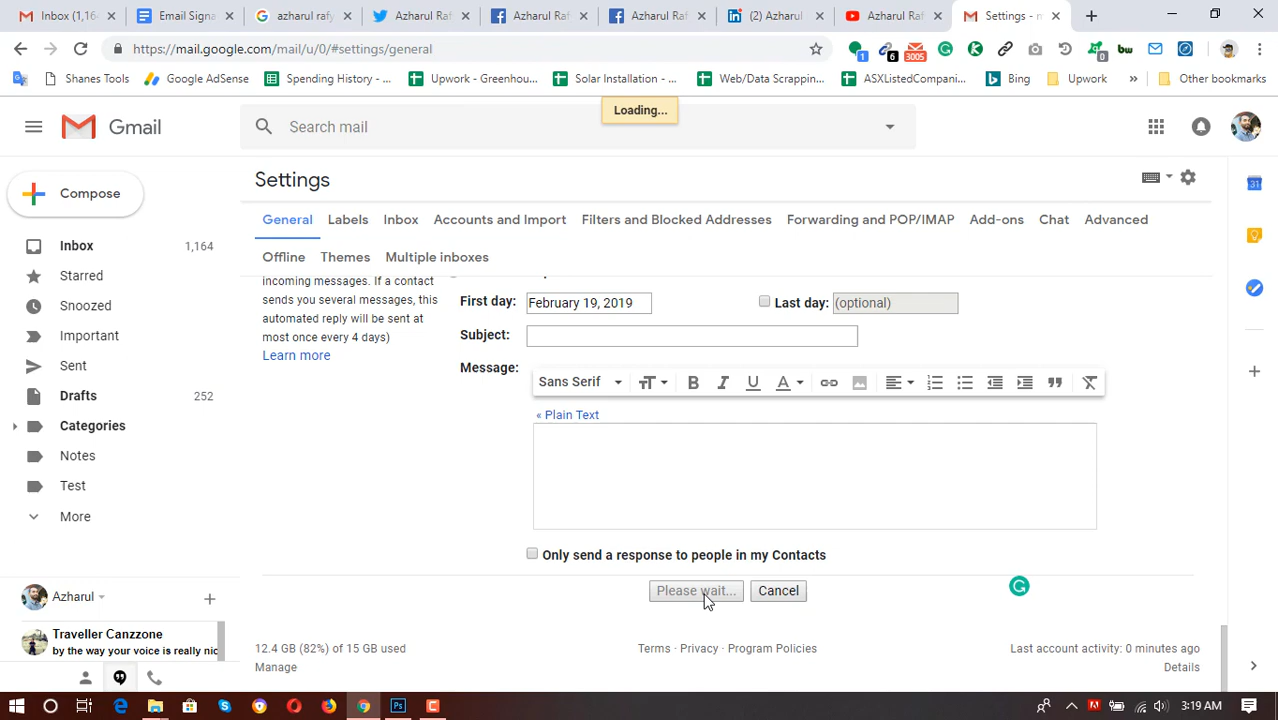 Inbox (1,16
Email Signa
azharul rafy
Azharul Raf
Azharul Raf
Azharul Raf
(2) Azharul
Azharul Raf
Settings - m
https://mail.google.com/mail/u/0/#settings/general
1
6
3005
0
bw
Shanes Tools
Google AdSense
Spending History - ...
Upwork - Greenhou...
Solar Installation - ...
Web/Data Scrappin...
ASXListedCompani...
Bing
Upwork
»
Other bookmarks
Loading...
Gmail
Search mail
Compose
Settings
General
Labels
Inbox
Accounts and Import
Filters and Blocked Addresses
Forwarding and POP/IMAP
Add-ons
Chat
Advanced
Offline
Themes
Multiple inboxes
Inbox 1,164
Starred
Snoozed
Important
Sent
Drafts 252
Categories
Notes
Test
More
incoming messages. If a contact
sends you several messages, this
automated reply will be sent at
most once every 4 days)
Learn more
First day: February 19, 2019
Last day: (optional)
Subject:
Message:
Sans Serif
« Plain Text
Only send a response to people in my Contacts
Please wait...
Cancel
Azharul
Traveller Canzzone
by the way your voice is really nic
12.4 GB (82%) of 15 GB used
Manage
Terms · Privacy · Program Policies
Last account activity: 0 minutes ago
Details
31
3:19 AM